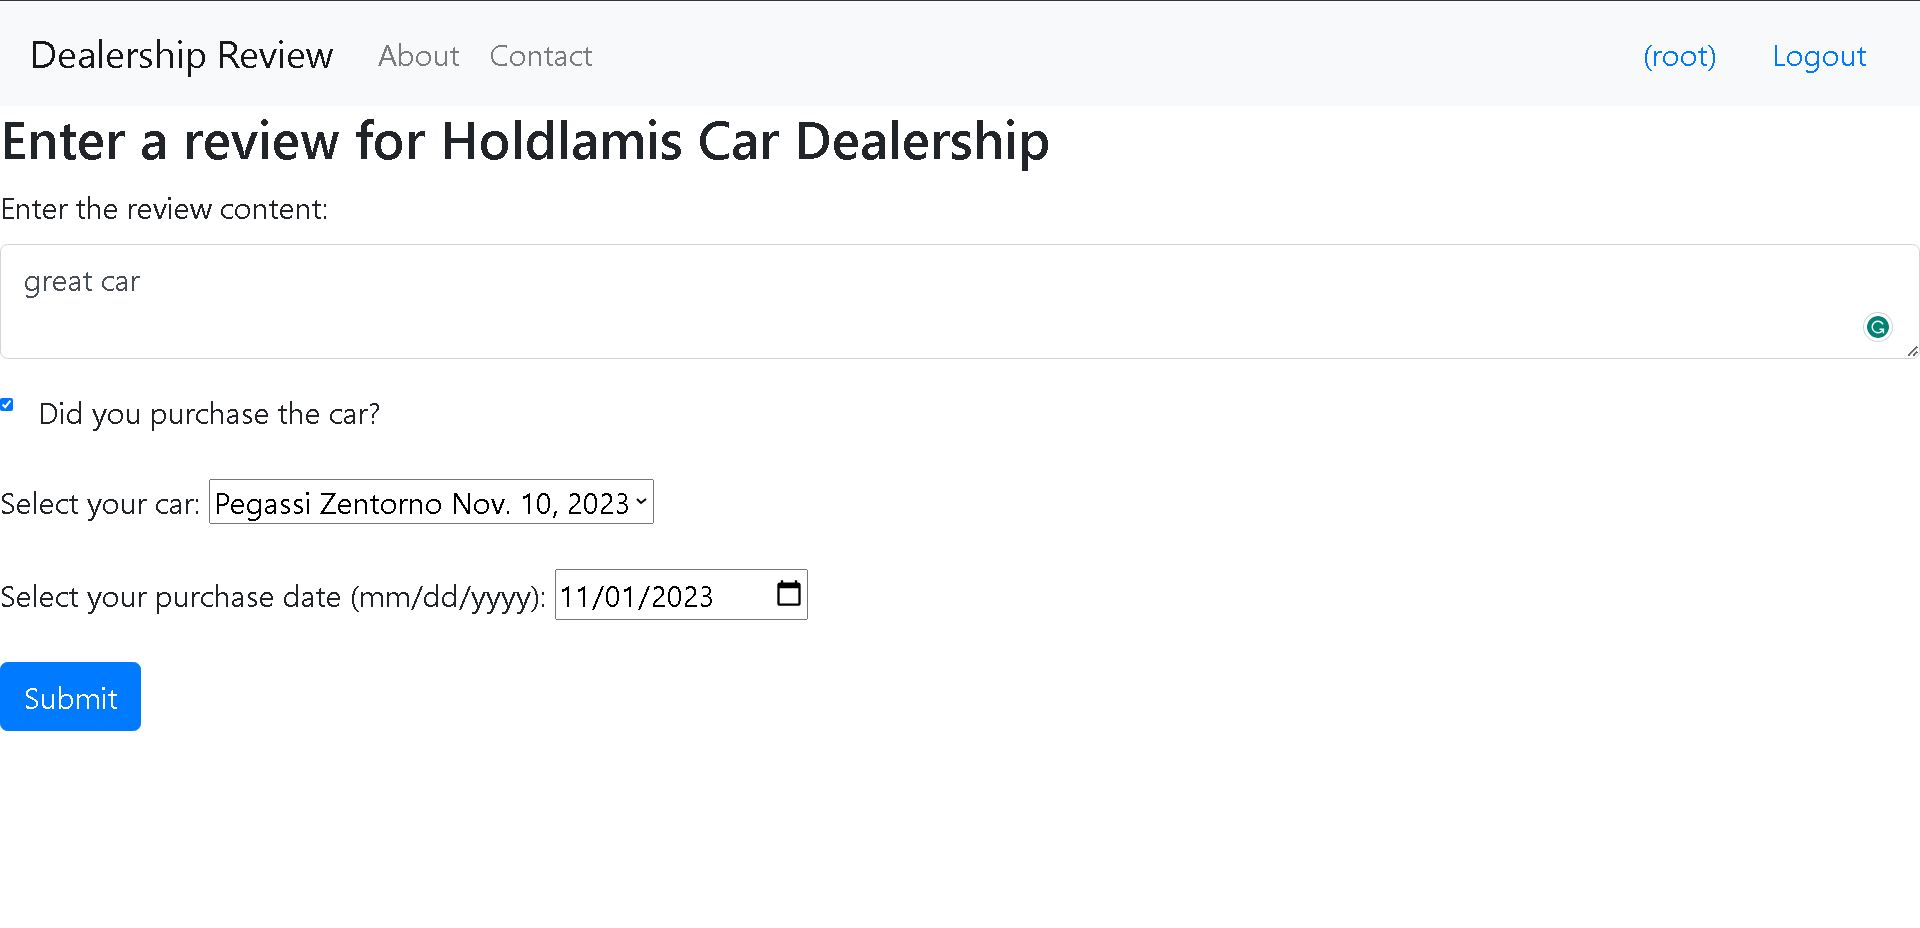 Dealership Review About Contact (root) Logout
Enter a review for Holdlamis Car Dealership
Enter the review content:
great car
Did you purchase the car?
Select your car: Pegassi Zentorno Nov. 10, 2023
Select your purchase date (mm/dd/yyyy): 11/01/2023
Submit